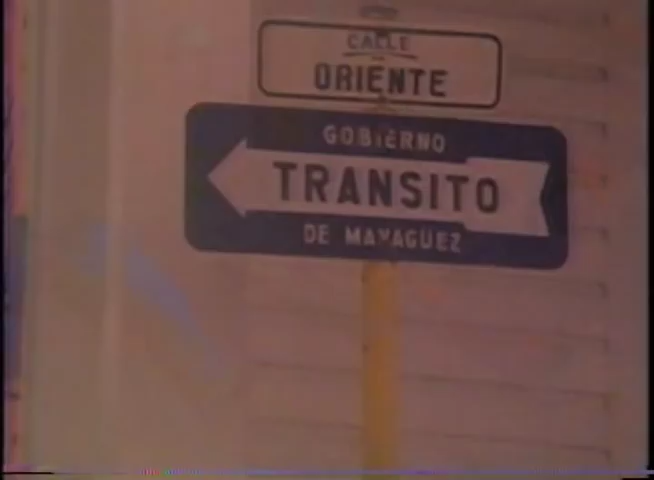 CALLE
ORIENTE
GOBIERNO
TRANSITO
DE MAYAGUEZ